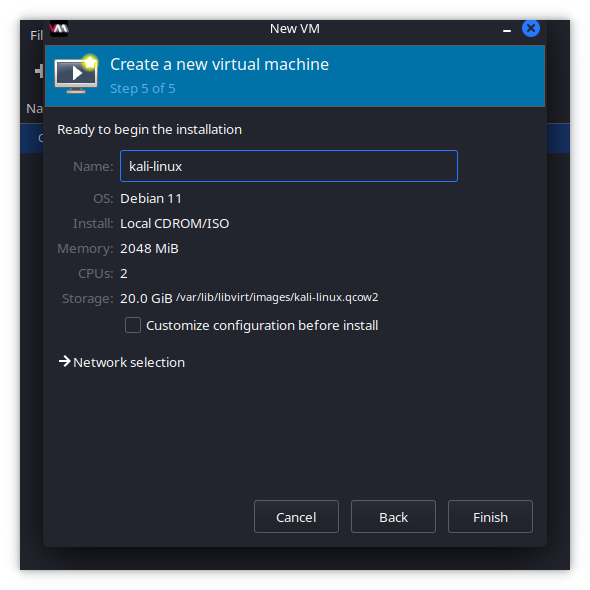 New VM
Fil
Create a new virtual machine
Step 5 of 5
Na
Ready to begin the installation
Name: kali-linux
OS: Debian 11
Install: Local CDROM/ISO
Memory: 2048 MiB
CPUs: 2
Storage: 20.0 GiB /var/lib/libvirt/images/kali-linux.qcow2
Customize configuration before install
Network selection
Cancel Back Finish